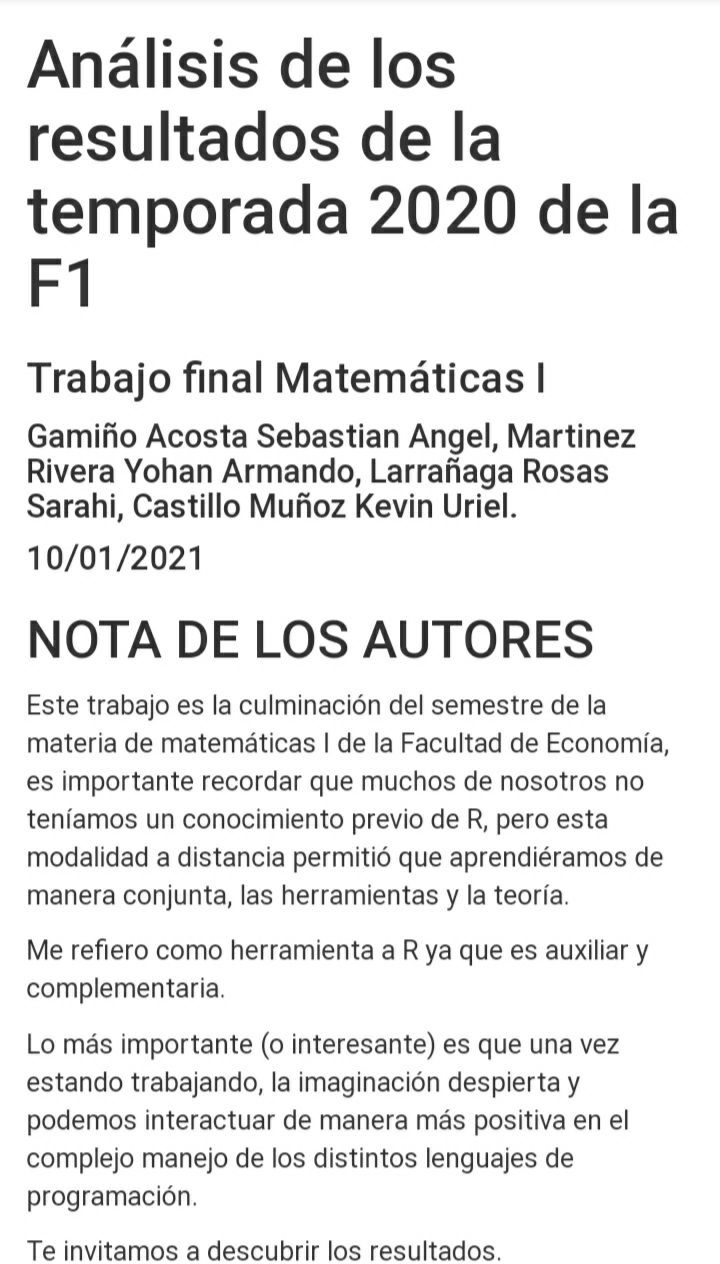 Análisis de los
resultados de la
temporada 2020 de la
F1
Trabajo final Matemáticas I
Gamiño Acosta Sebastian Angel, Martinez
Rivera Yohan Armando, Larrañaga Rosas
Sarahi, Castillo Muñoz Kevin Uriel.
10/01/2021
NOTA DE LOS AUTORES
Este trabajo es la culminación del semestre de la
materia de matemáticas I de la Facultad de Economía,
es importante recordar que muchos de nosotros no
teníamos un conocimiento previo de R, pero esta
modalidad a distancia permitió que aprendiéramos de
manera conjunta, las herramientas y la teoría.
Me refiero como herramienta a R ya que es auxiliar y
complementaria.
Lo más importante (o interesante) es que una vez
estando trabajando, la imaginación despierta y
podemos interactuar de manera más positiva en el
complejo manejo de los distintos lenguajes de
programación.
Te invitamos a descubrir los resultados.